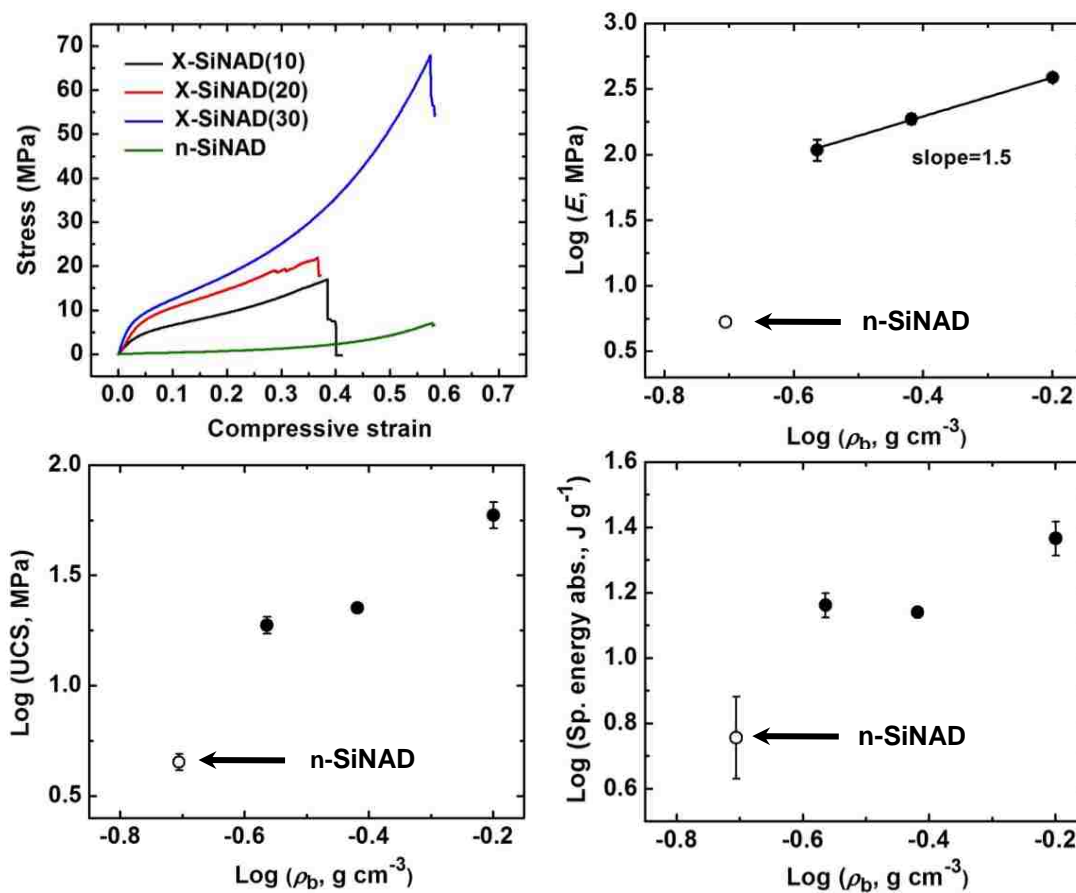 70
60
50
40
30
20
10
0
Stress (MPa)
X-SiNAD(10)
X-SiNAD(20)
X-SiNAD(30)
n-SiNAD
0.0 0.1 0.2 0.3 0.4 0.5 0.6 0.7
Compressive strain
3.0
2.5
2.0
1.5
1.0
0.5
Log (E, MPa)
slope=1.5
n-SiNAD
-0.8 -0.6 -0.4 -0.2
Log (ρb, g cm-3)
2.0
1.5
1.0
0.5
Log (UCS, MPa)
n-SiNAD
-0.8 -0.6 -0.4 -0.2
Log (ρb, g cm-3)
1.6
1.4
1.2
1.0
0.8
0.6
Log (Sp. energy abs., J g-1)
n-SiNAD
-0.8 -0.6 -0.4 -0.2
Log (ρb, g cm-3)